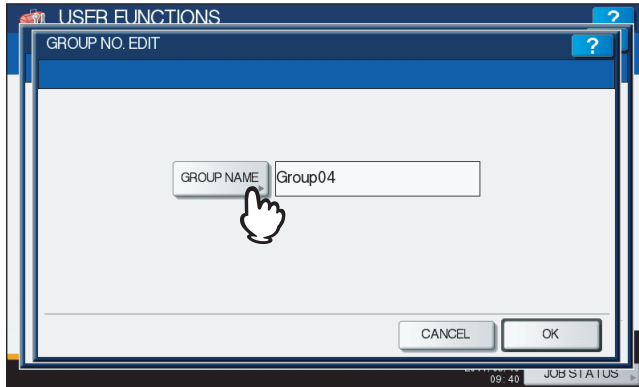 USER FUNCTIONS
?
GROUP NO. EDIT
?
GROUP NAME
Group04
CANCEL
OK
09: 40
JOB STATUS